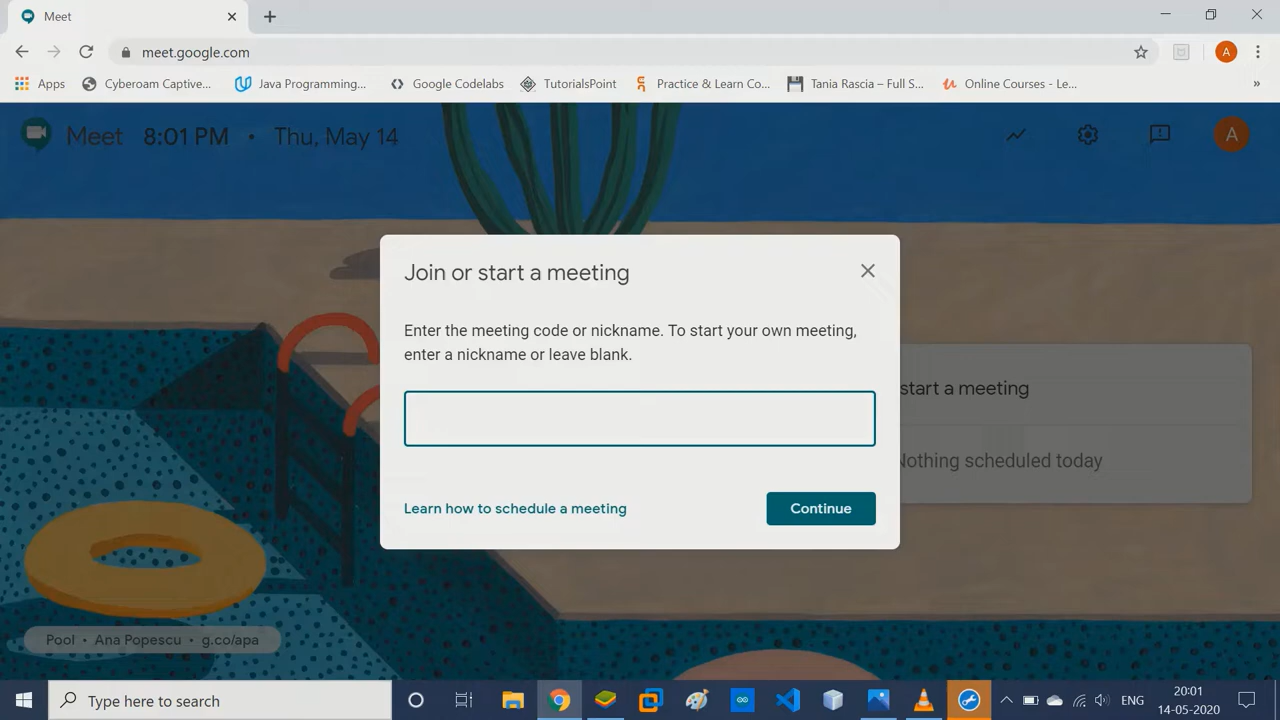 Meet
meet.google.com
Apps
Cyberoam Captive...
Java Programming...
Google Codelabs
TutorialsPoint
Practice & Learn Co...
Tania Rascia – Full S...
Online Courses - Le...
»
A
Meet 8:01 PM • Thu, May 14
A
Join or start a meeting
Enter the meeting code or nickname. To start your own meeting,
enter a nickname or leave blank.
start a meeting
Nothing scheduled today
Learn how to schedule a meeting
Continue
Pool • Ana Popescu • g.co/apa
Type here to search
ENG
20:01
14-05-2020